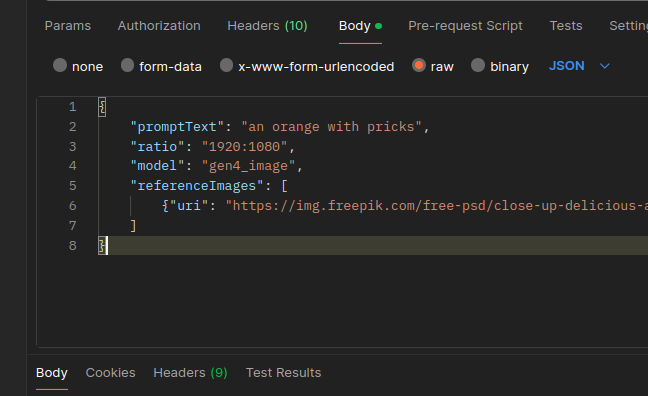 Params Authorization Headers (10) Body Pre-request Script Tests
none form-data x-www-form-urlencoded raw binary JSON
1 {
2 "promptText": "an orange with pricks",
3 "ratio": "1920:1080",
4 "model": "gen4_image",
5 "referenceImages": [
6 {"uri": "https://img.freepik.com/free-psd/close-up-delicious-a
7 ]
8 }
Body Cookies Headers (9) Test Results